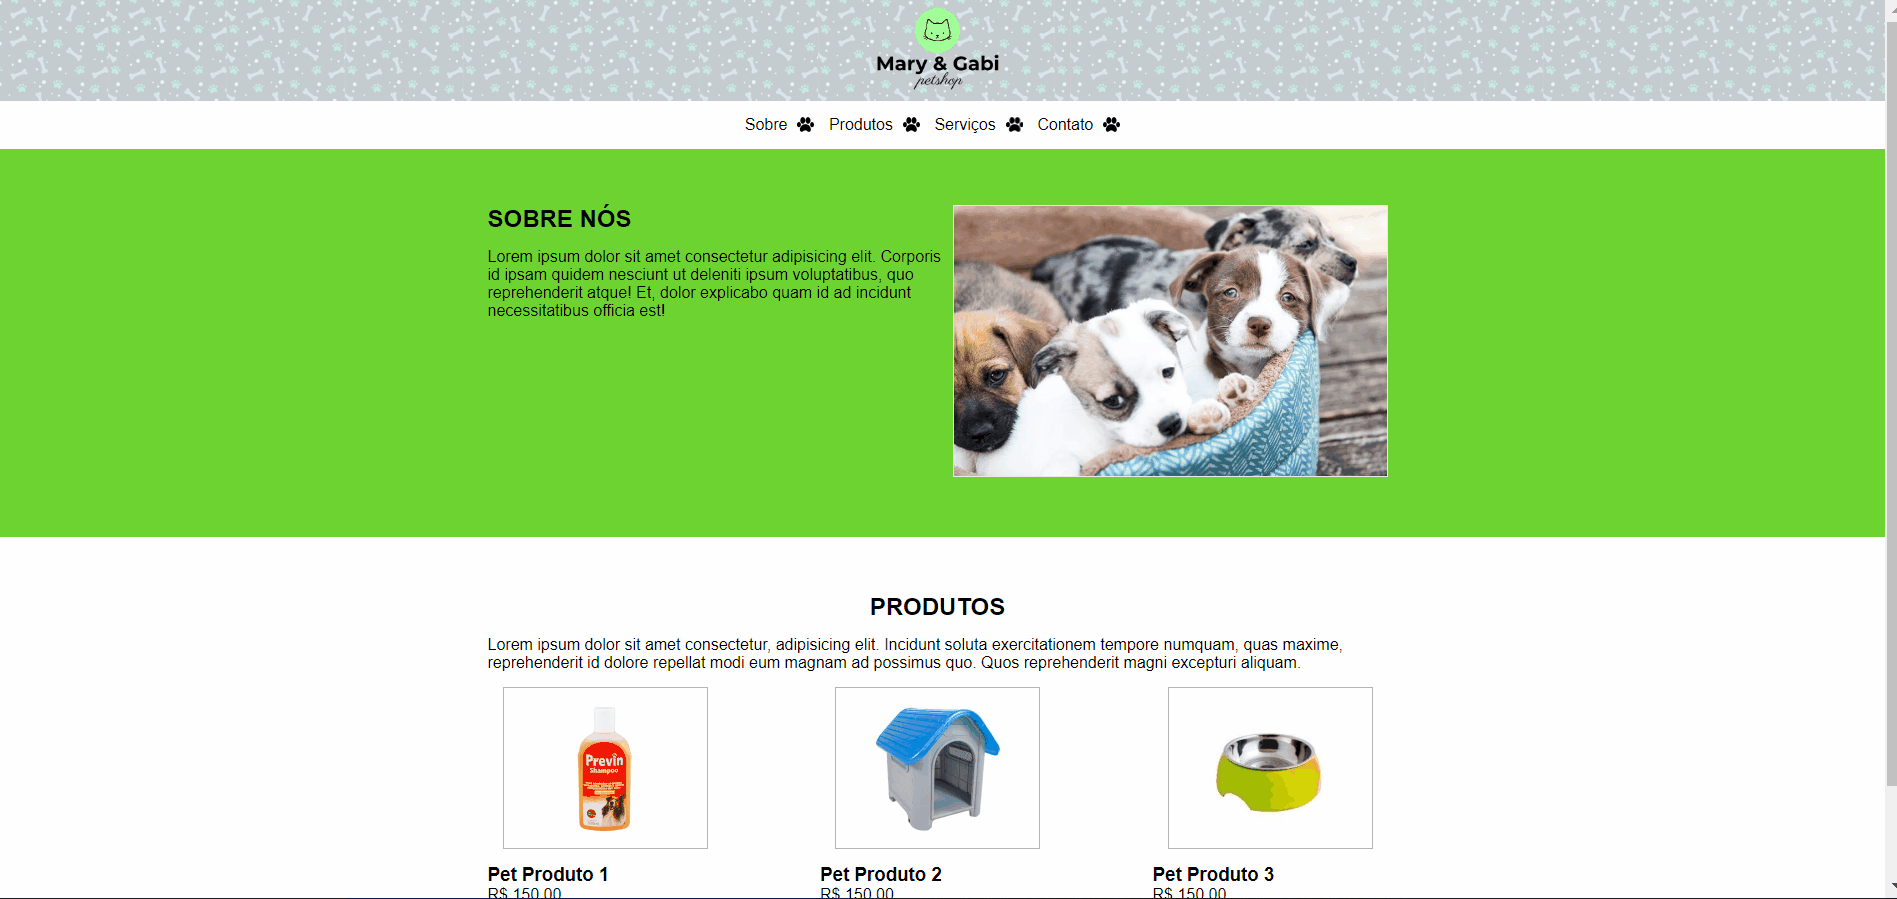 Mary & Gabi
petshop
Sobre Produtos Serviços Contato
SOBRE NÓS
Lorem ipsum dolor sit amet consectetur adipisicing elit. Corporis
id ipsam quidem nesciunt ut deleniti ipsum voluptatibus, quo
reprehenderit atque! Et, dolor explicabo quam id ad incidunt
necessitatibus officia est!
PRODUTOS
Lorem ipsum dolor sit amet consectetur, adipisicing elit. Incidunt soluta exercitationem tempore numquam, quas maxime,
reprehenderit id dolore repellat modi eum magnam ad possimus quo. Quos reprehenderit magni excepturi aliquam.
Previn
Shampoo
Pet Produto 1 Pet Produto 2 Pet Produto 3
R$ 150,00 R$ 150,00 R$ 150,00